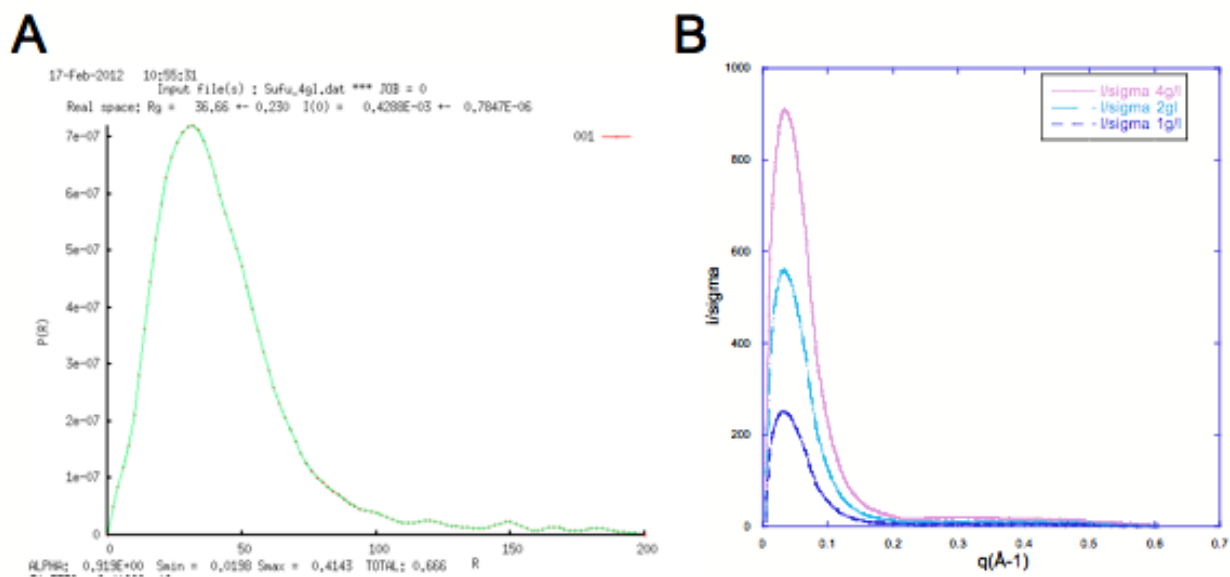 A
17-Feb-2012 10:55:31
Input file(s) : Sufu_4gl.dat *** JOB = 0
Real space: Rg = 36.66 +- 0.230 I(0) = 0.4288E-03 +- 0.7847E-06
7e-07
6e-07
5e-07
4e-07
3e-07
2e-07
1e-07
0
P(R)
001
0
50
100
150
200
R
ALPHA: 0.919E+00 Smin = 0.0198 Smax = 0.4143 TOTAL: 0.666
B
1000
800
600
400
200
0
I/sigma
I/sigma 4g/l
I/sigma 2gl
I/sigma 1g/l
0
0.1
0.2
0.3
0.4
0.5
0.6
0.7
q(Å-1)